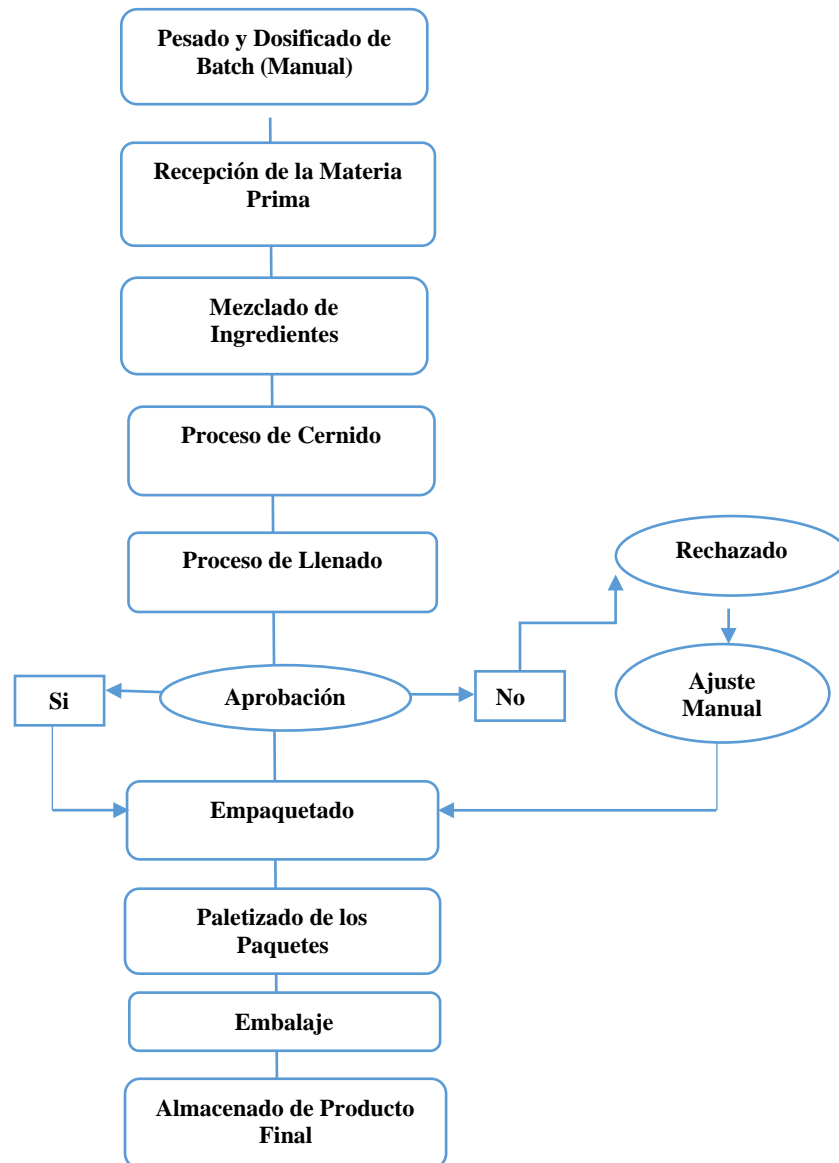 Pesado y Dosificado de
Batch (Manual)
Recepción de la Materia
Prima
Mezclado de
Ingredientes
Proceso de Cernido
Proceso de Llenado
Rechazado
Si
Aprobación
No
Ajuste
Manual
Empaquetado
Paletizado de los
Paquetes
Embalaje
Almacenado de Producto
Final